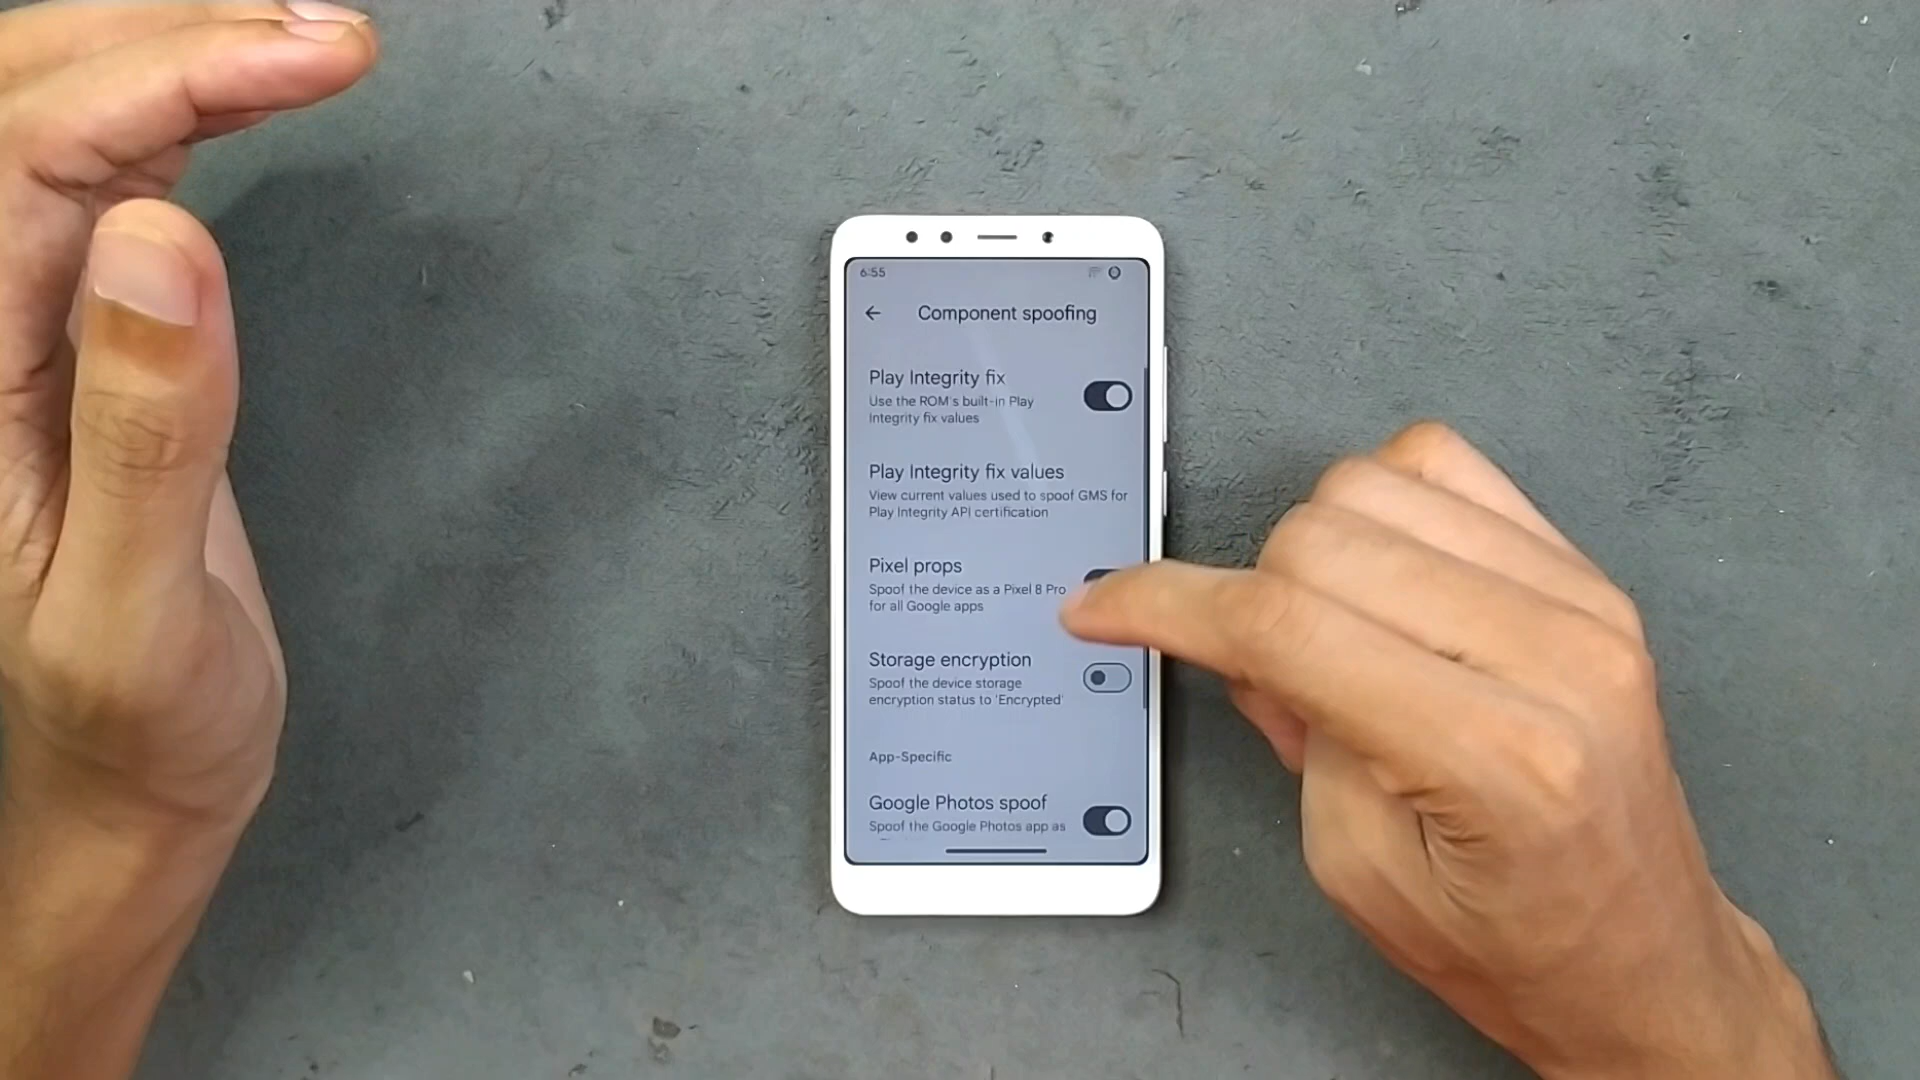 6:55
Component spoofing
Play Integrity fix
Use the ROM's built-in Play
Integrity fix values
Play Integrity fix values
View current values used to spoof GMS for
Play Integrity API certification
Pixel props
Spoof the device as a Pixel 8 Pro
for all Google apps
Storage encryption
Spoof the device storage
encryption status to 'Encrypted'
App-Specific
Google Photos spoof
Spoof the Google Photos app as